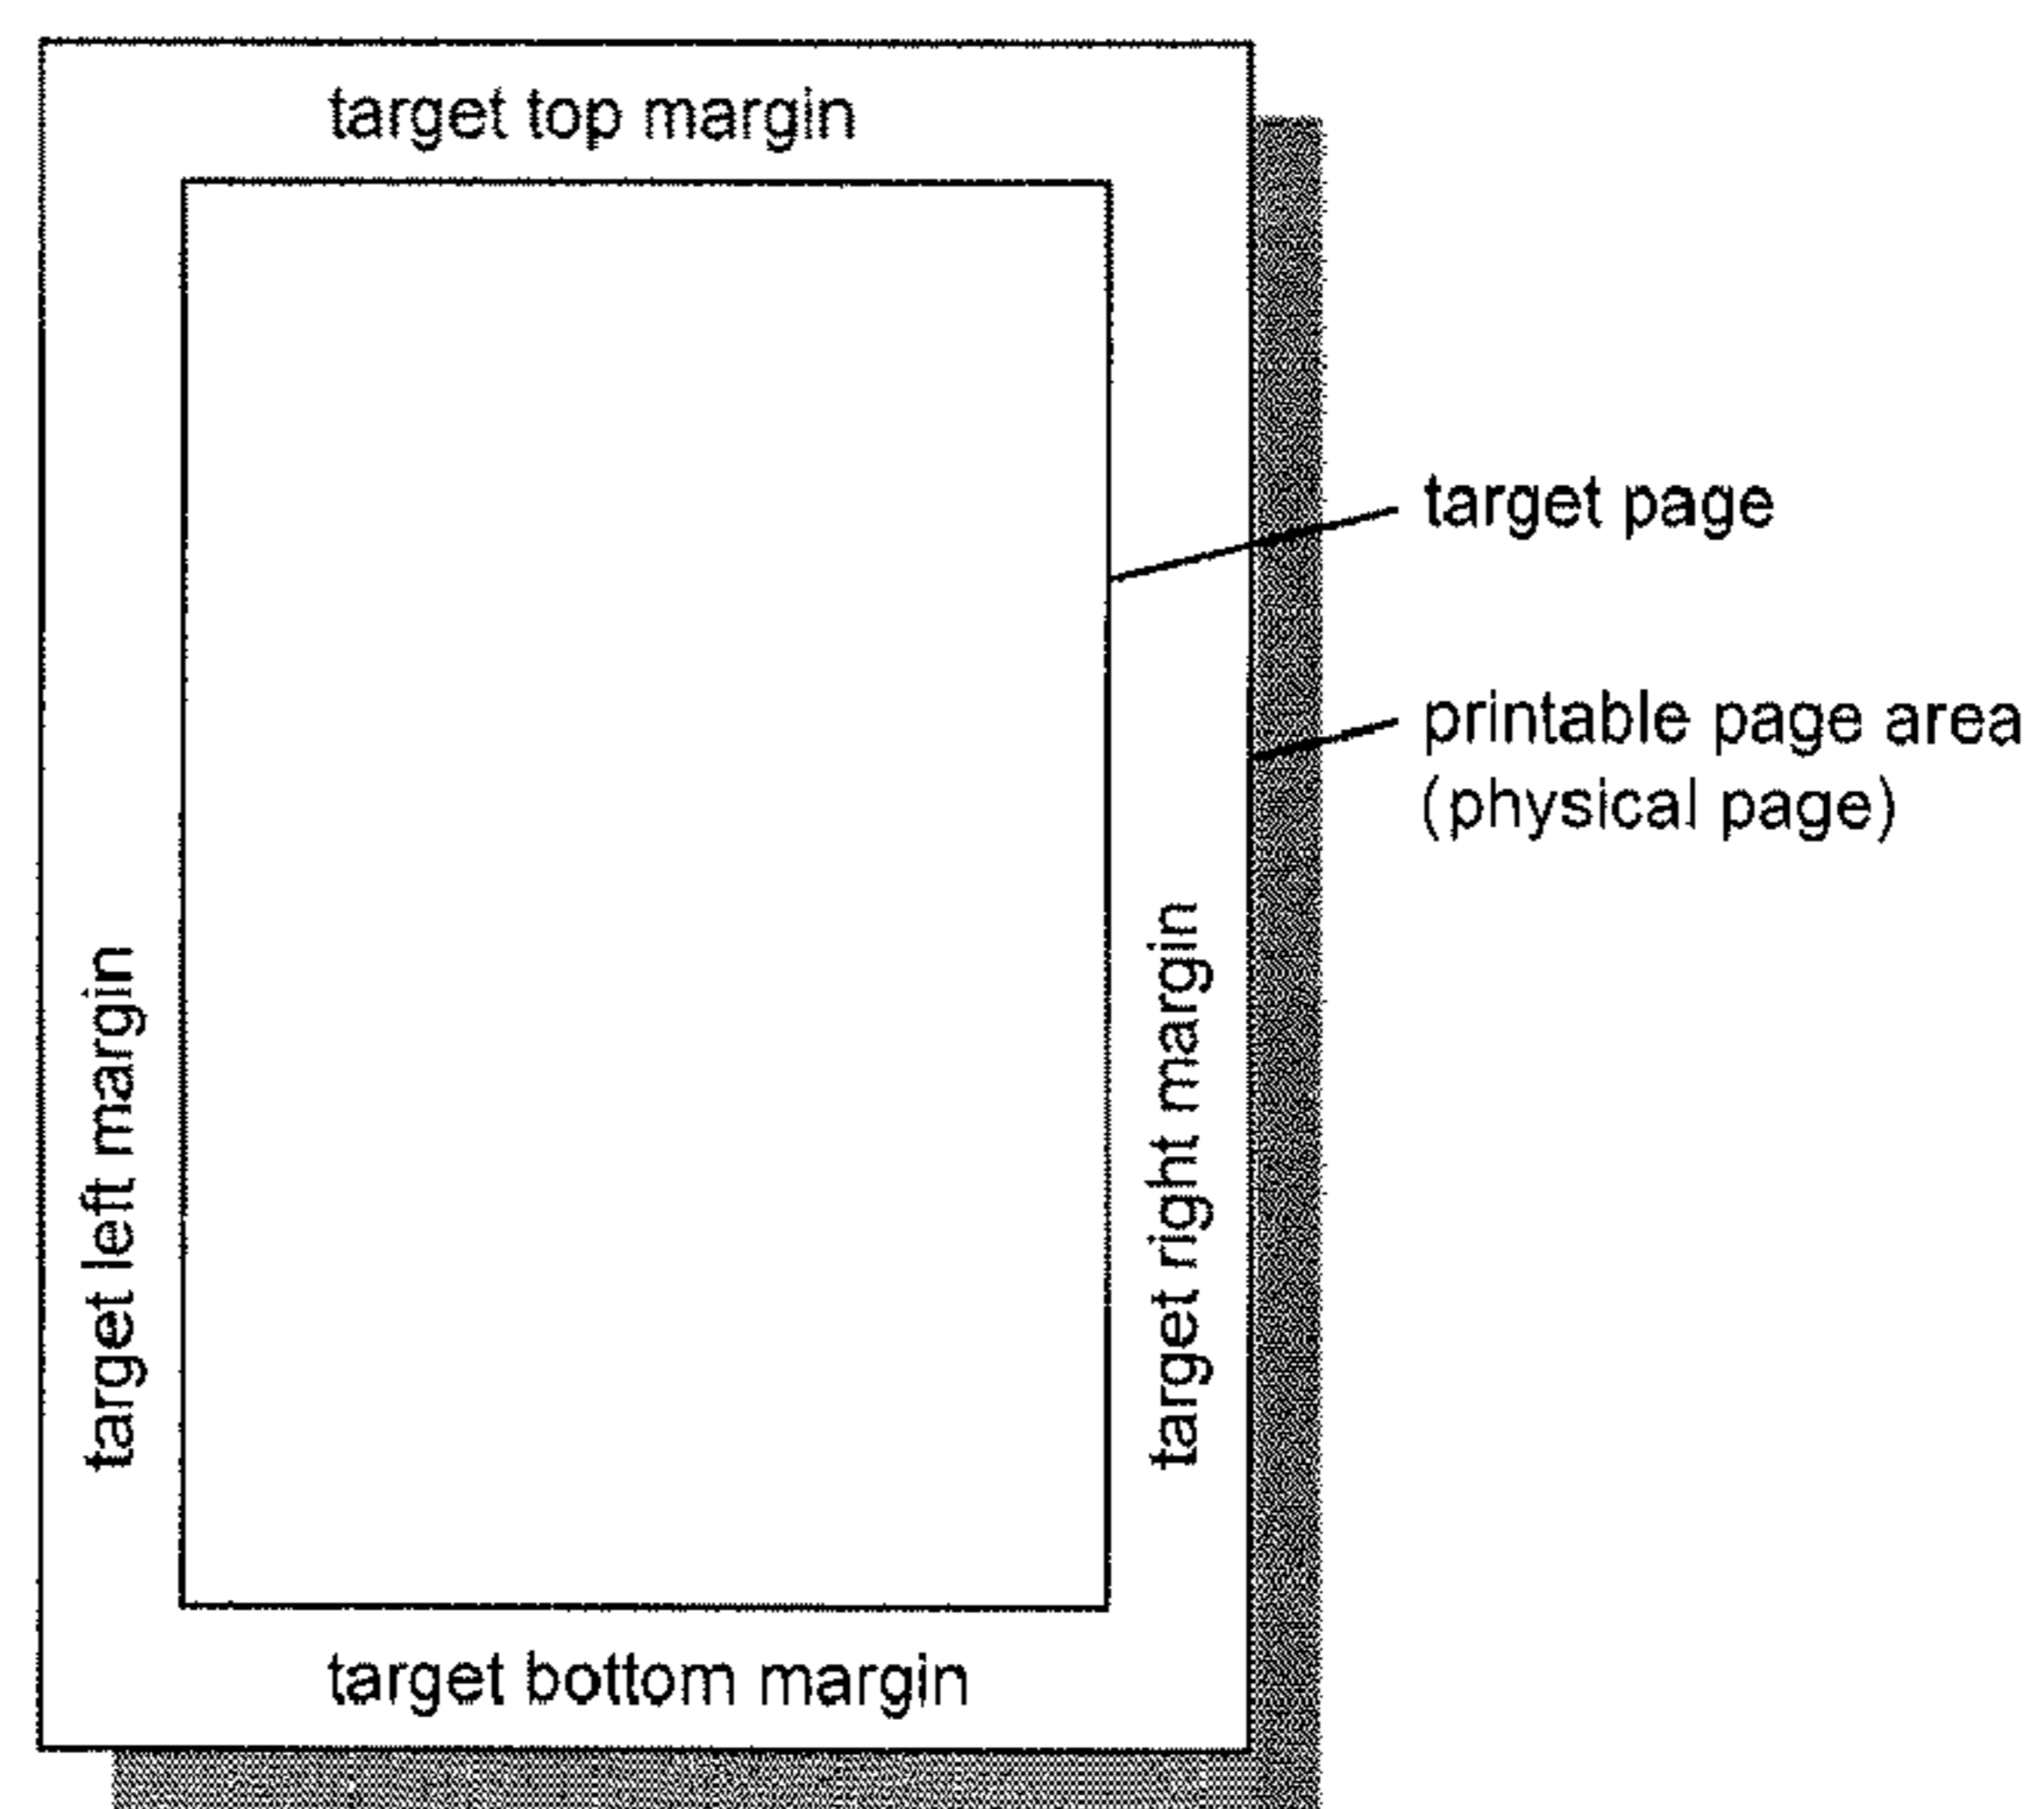 target top margin
target page
printable page area
(physical page)
target left margin
target right margin
target bottom margin